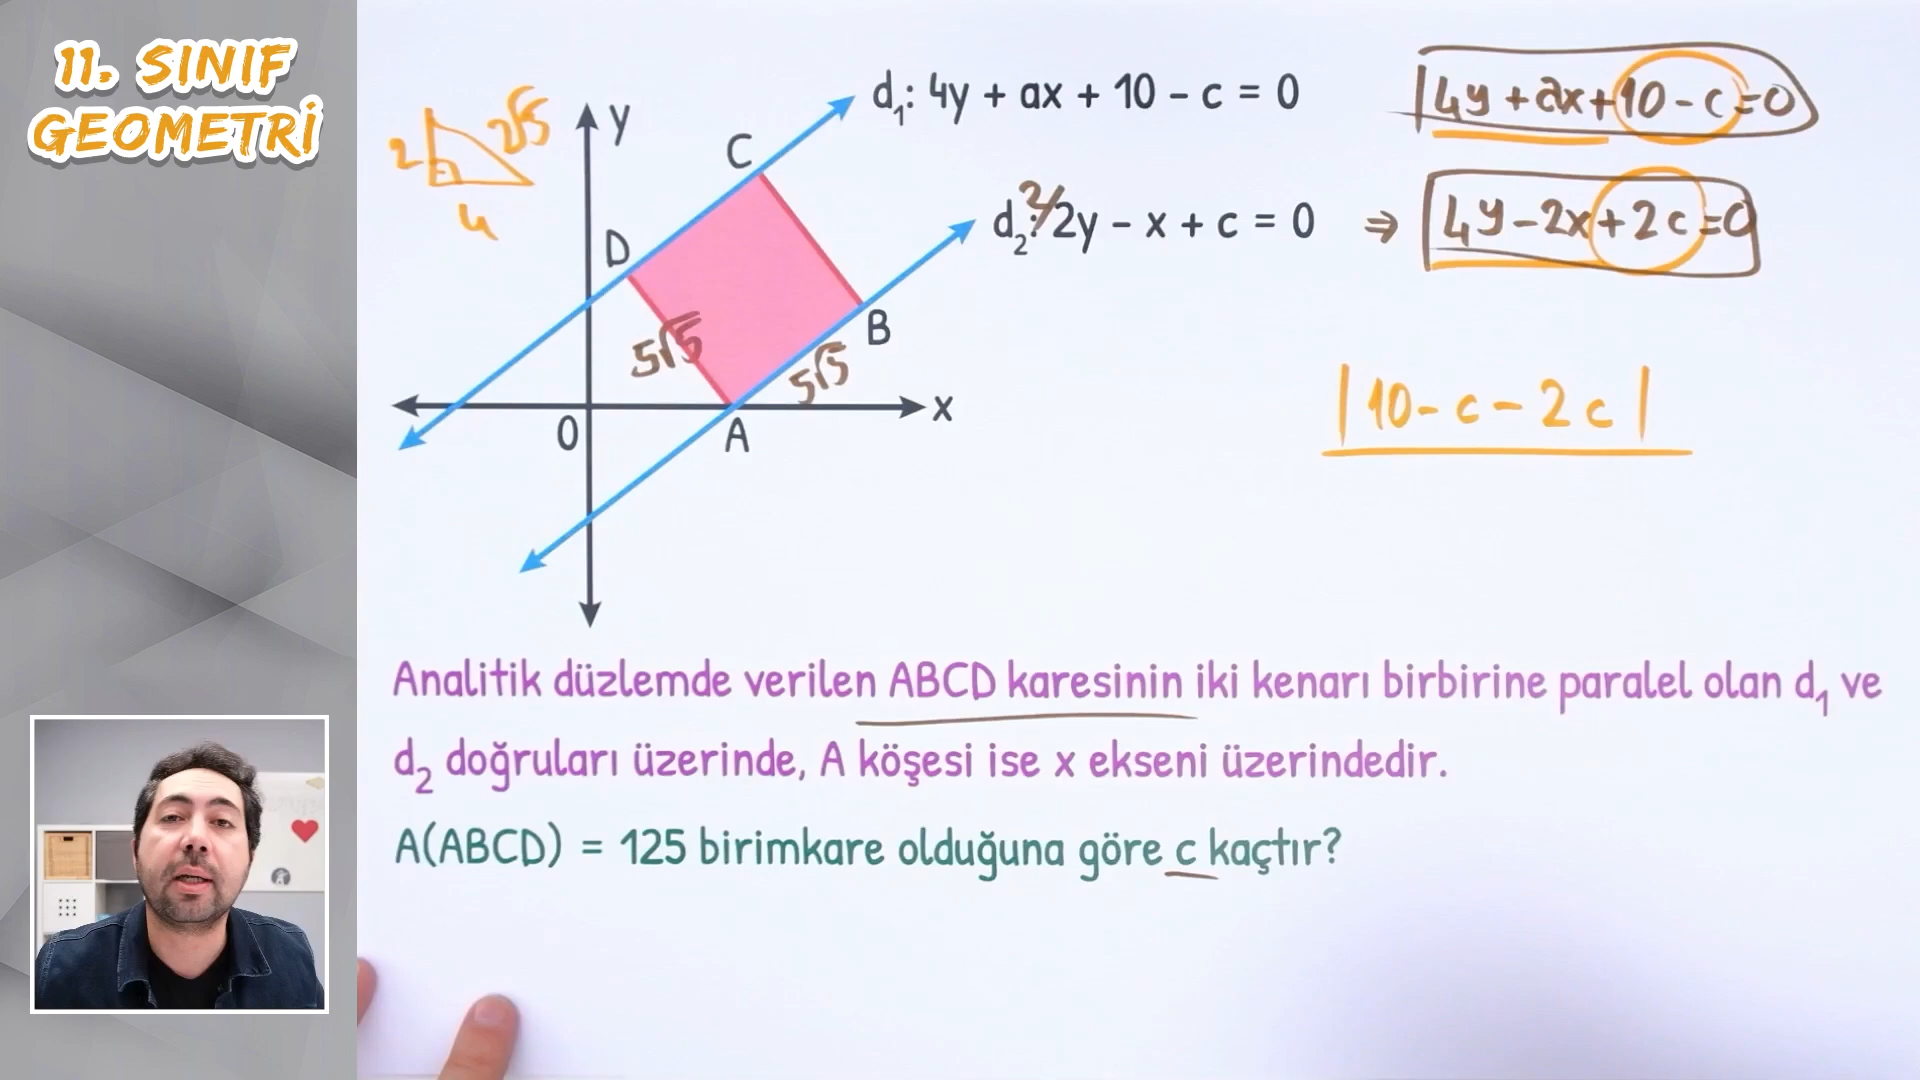 11. SINIF
GEOMETRİ
2
2√5
4
y
C
D
B
A
0
x
5√5
5√5
d₁: 4y + ax + 10 - c = 0
2/
d₂: 2y - x + c = 0 ⇒
4y + ax + 10 - c = 0
4y - 2x + 2c = 0
|10 - c - 2c|
Analitik düzlemde verilen ABCD karesinin iki kenarı birbirine paralel olan d₁ ve
d₂ doğruları üzerinde, A köşesi ise x ekseni üzerindedir.
A(ABCD) = 125 birimkare olduğuna göre c kaçtır?